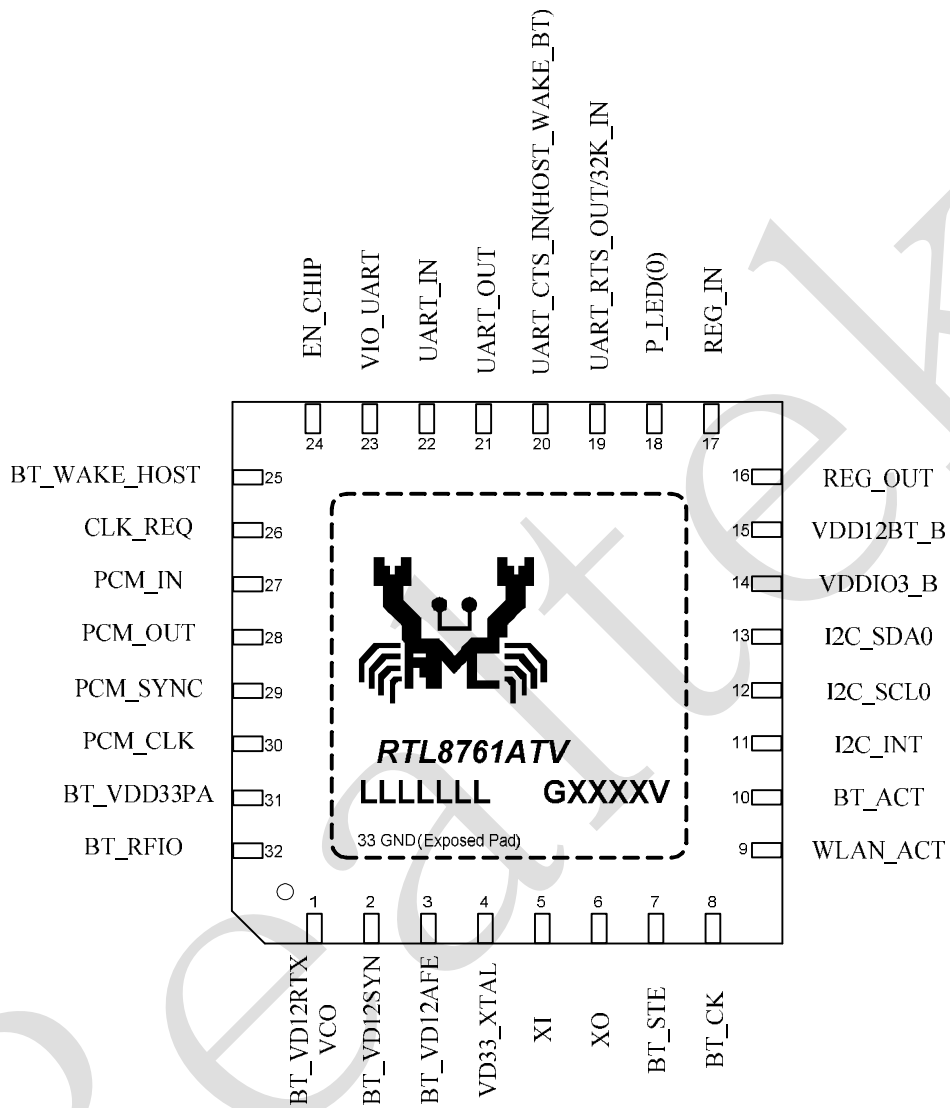 EN_CHIP
VIO_UART
UART_IN
UART_OUT
UART_CTS_IN(HOST_WAKE_BT)
UART_RTS_OUT/32K_IN
P_LED(0)
REG_IN
24
23
22
21
20
19
18
17
BT_WAKE_HOST
25
CLK_REQ
26
PCM_IN
27
PCM_OUT
28
PCM_SYNC
29
PCM_CLK
30
BT_VDD33PA
31
BT_RFIO
32
16
REG_OUT
15
VDD12BT_B
14
VDDIO3_B
13
I2C_SDA0
12
I2C_SCL0
11
I2C_INT
10
BT_ACT
9
WLAN_ACT
RTL8761ATV
LLLLLLL GXXXXV
33 GND(Exposed Pad)
1
2
3
4
5
6
7
8
BT_VD12RTX
VCO
BT_VD12SYN
BT_VD12AFE
VD33_XTAL
XI
XO
BT_STE
BT_CK